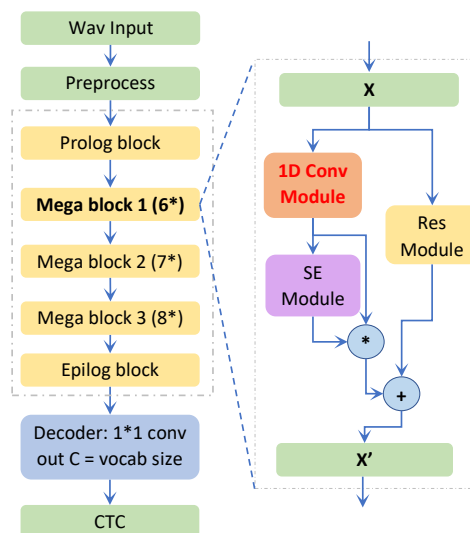 Wav Input
Preprocess
Prolog block
Mega block 1 (6*)
Mega block 2 (7*)
Mega block 3 (8*)
Epilog block
Decoder: 1*1 conv
out C = vocab size
CTC
X
1D Conv
Module
Res
Module
SE
Module
*
+
X’